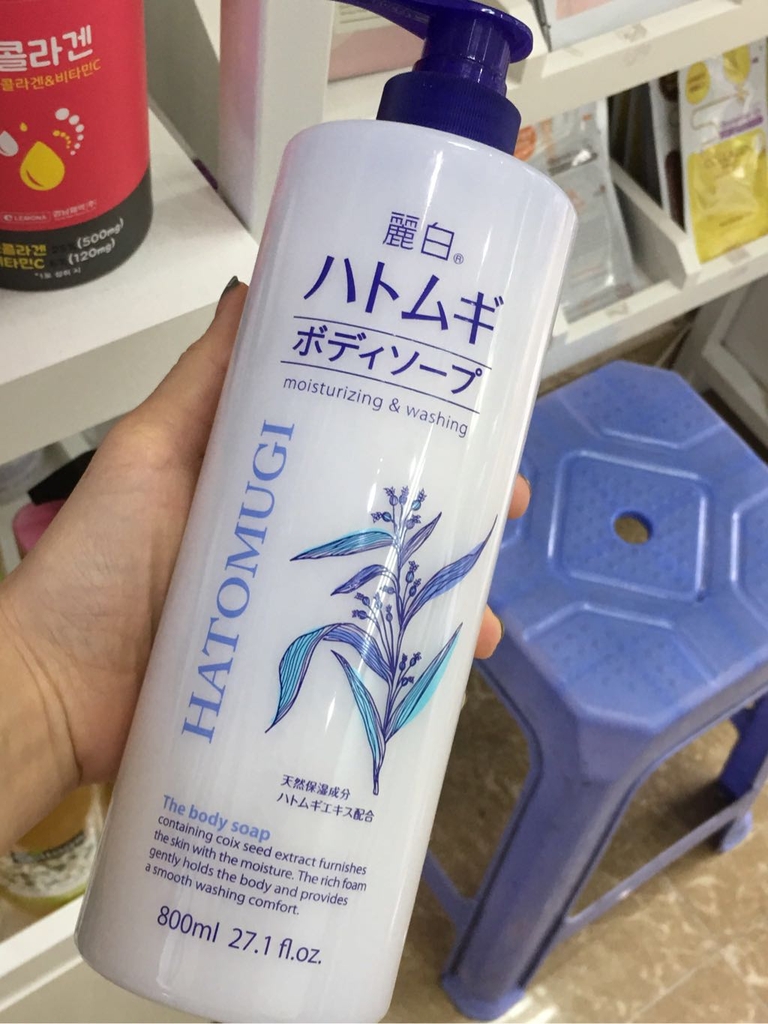 콜라겐
콜라겐&비타민C
LEMONA
콜라겐 (500mg)
비타민C (120mg)
麗白®
ハトムギ
ボディソープ
moisturizing & washing
HATOMUGI
天然保湿成分
ハトムギエキス配合
The body soap
containing coix seed extract furnishes
the skin with the moisture. The rich foam
gently holds the body and provides
a smooth washing comfort.
800ml 27.1 fl.oz.